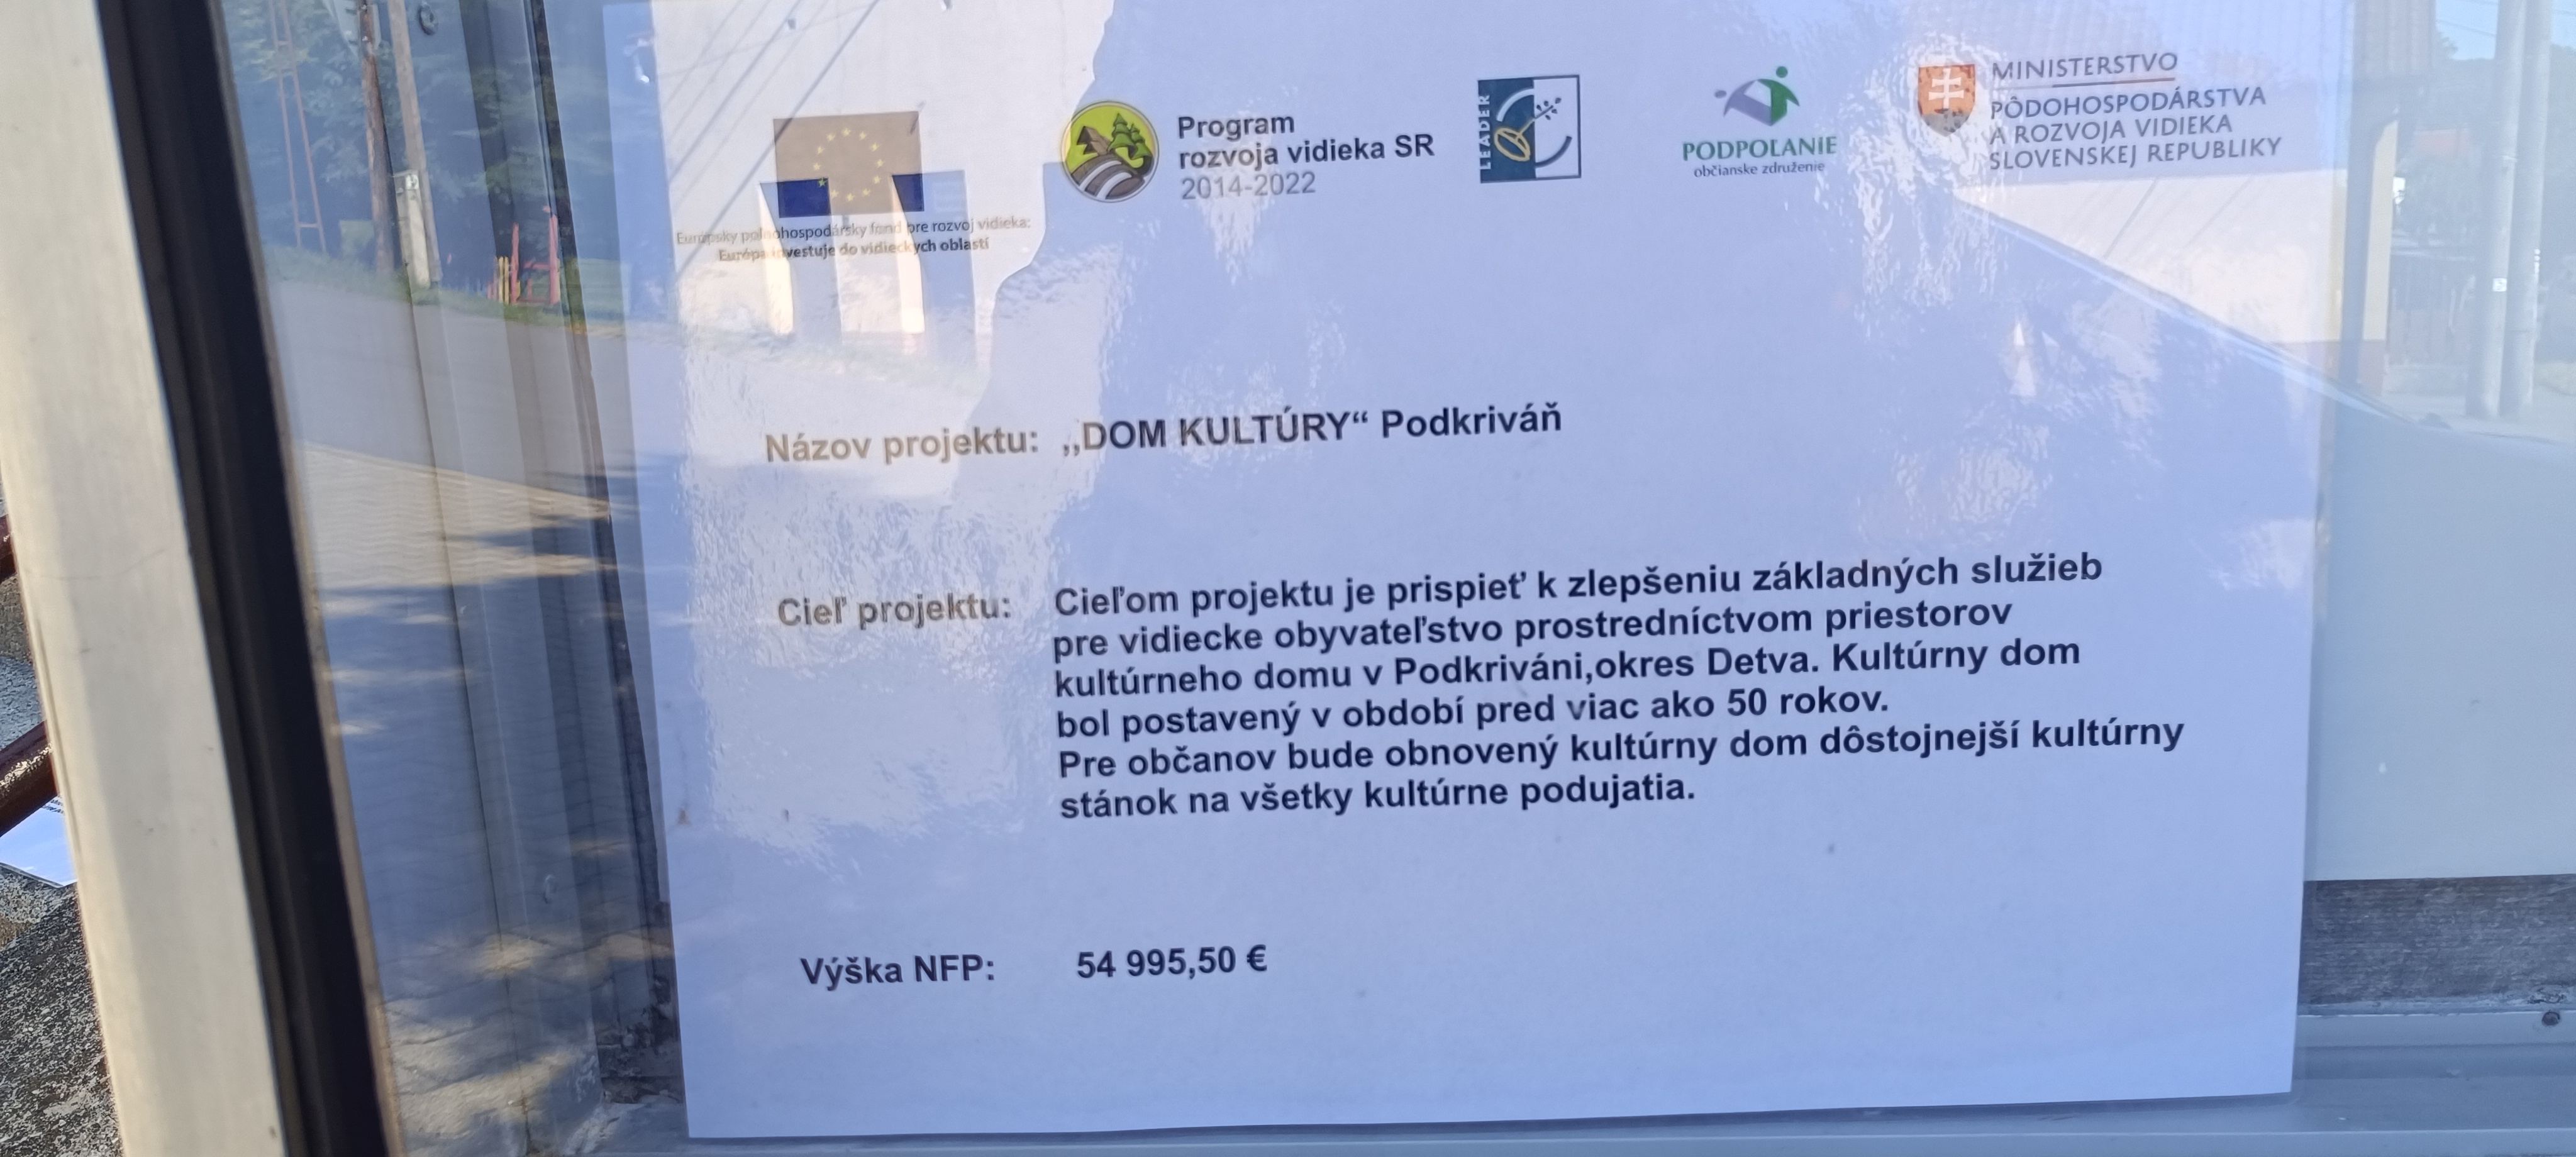 Európsky poľnohospodársky fond pre rozvoj vidieka:
Európa investuje do vidieckych oblastí
Program
rozvoja vidieka SR
2014-2022
LEADER
PODPOĽANIE
občianske združenie
MINISTERSTVO
PÔDOHOSPODÁRSTVA
A ROZVOJA VIDIEKA
SLOVENSKEJ REPUBLIKY
Názov projektu: ,,DOM KULTÚRY“ Podkriváň
Cieľ projektu: Cieľom projektu je prispieť k zlepšeniu základných služieb
pre vidiecke obyvateľstvo prostredníctvom priestorov
kultúrneho domu v Podkriváni,okres Detva. Kultúrny dom
bol postavený v období pred viac ako 50 rokov.
Pre občanov bude obnovený kultúrny dom dôstojnejší kultúrny
stánok na všetky kultúrne podujatia.
Výška NFP: 54 995,50 €